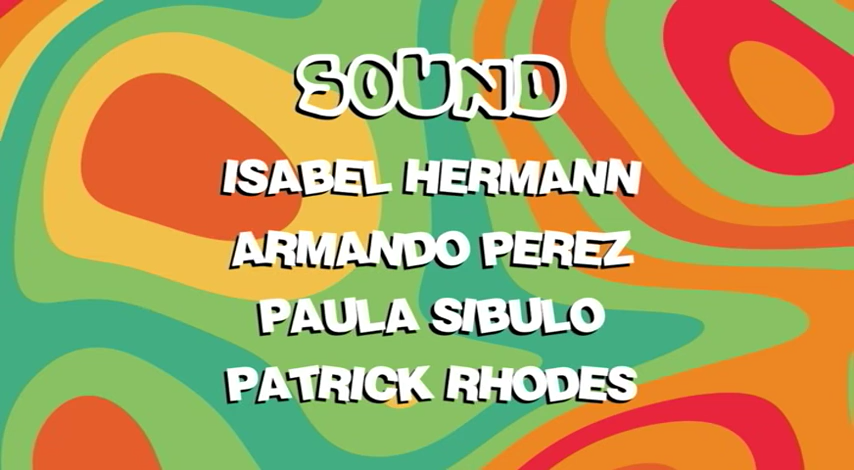 SOUND
ISABEL HERMANN
ARMANDO PEREZ
PAULA SIBULO
PATRICK RHODES